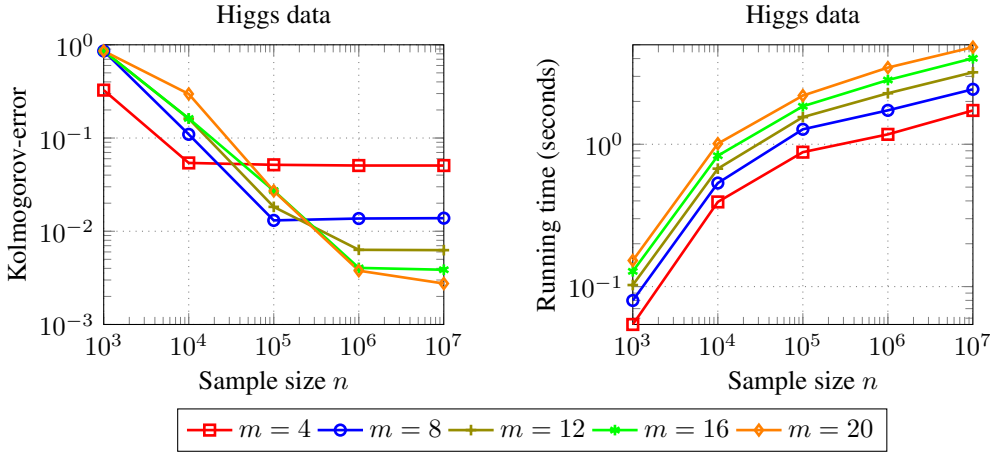 Higgs data
10^0
10^-1
10^-2
10^-3
Kolmogorov-error
10^3 10^4 10^5 10^6 10^7
Sample size n
Higgs data
10^0
10^-1
Running time (seconds)
10^3 10^4 10^5 10^6 10^7
Sample size n
m = 4 m = 8 m = 12 m = 16 m = 20